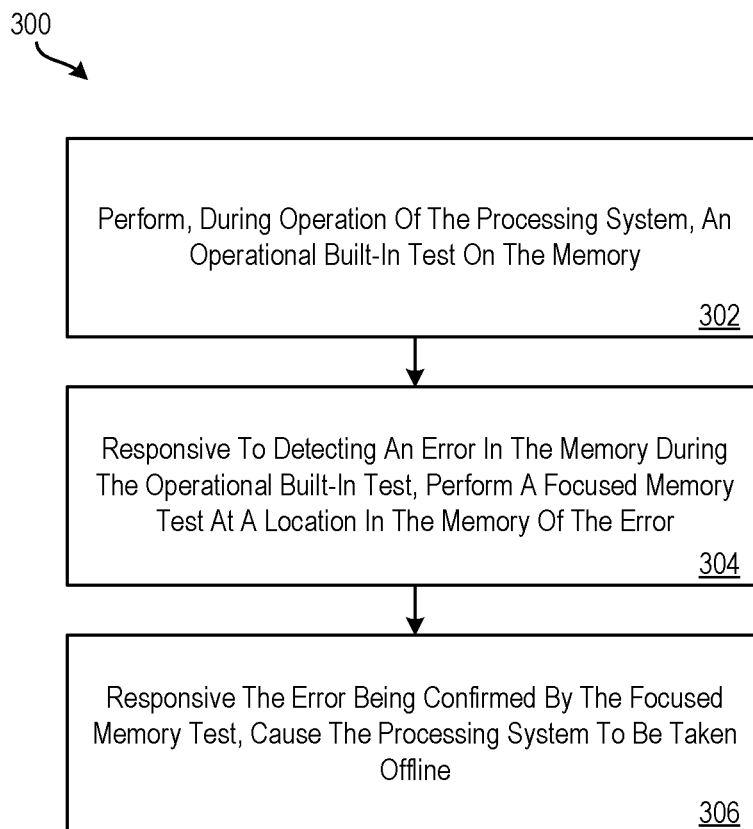 300
Perform, During Operation Of The Processing System, An
Operational Built-In Test On The Memory
302
Responsive To Detecting An Error In The Memory During
The Operational Built-In Test, Perform A Focused Memory
Test At A Location In The Memory Of The Error
304
Responsive The Error Being Confirmed By The Focused
Memory Test, Cause The Processing System To Be Taken
Offline
306